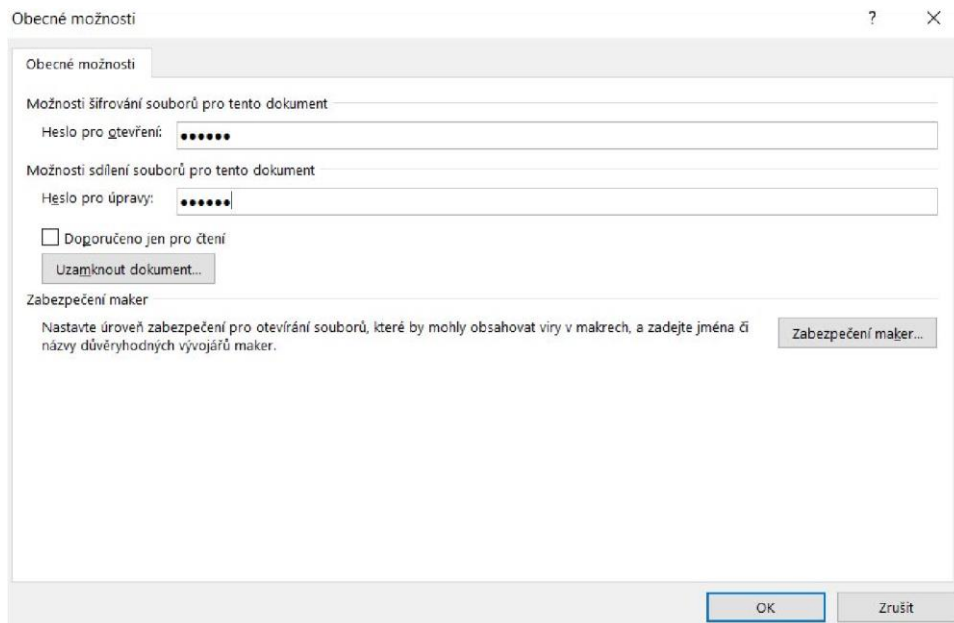 Obecné možnosti ?
Obecné možnosti
Možnosti šifrování souborů pro tento dokument
Heslo pro otevření: ••••••
Možnosti sdílení souborů pro tento dokument
Heslo pro úpravy: ••••••
Doporučeno jen pro čtení
Uzamknout dokument...
Zabezpečení maker
Nastavte úroveň zabezpečení pro otevírání souborů, které by mohly obsahovat viry v makrech, a zadejte jména či
názvy důvěryhodných vývojářů maker.
Zabezpečení maker...
OK Zrušit